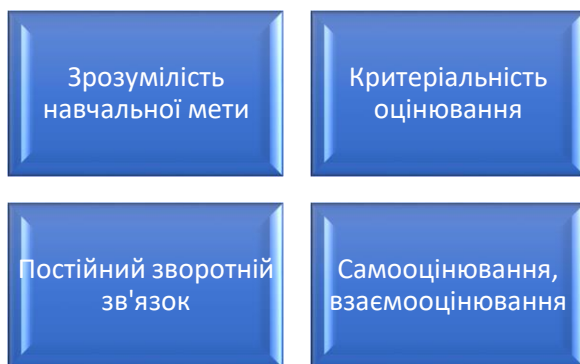 Зрозумілість
навчальної мети
Критеріальність
оцінювання
Постійний зворотній
зв'язок
Самооцінювання,
взаємооцінювання